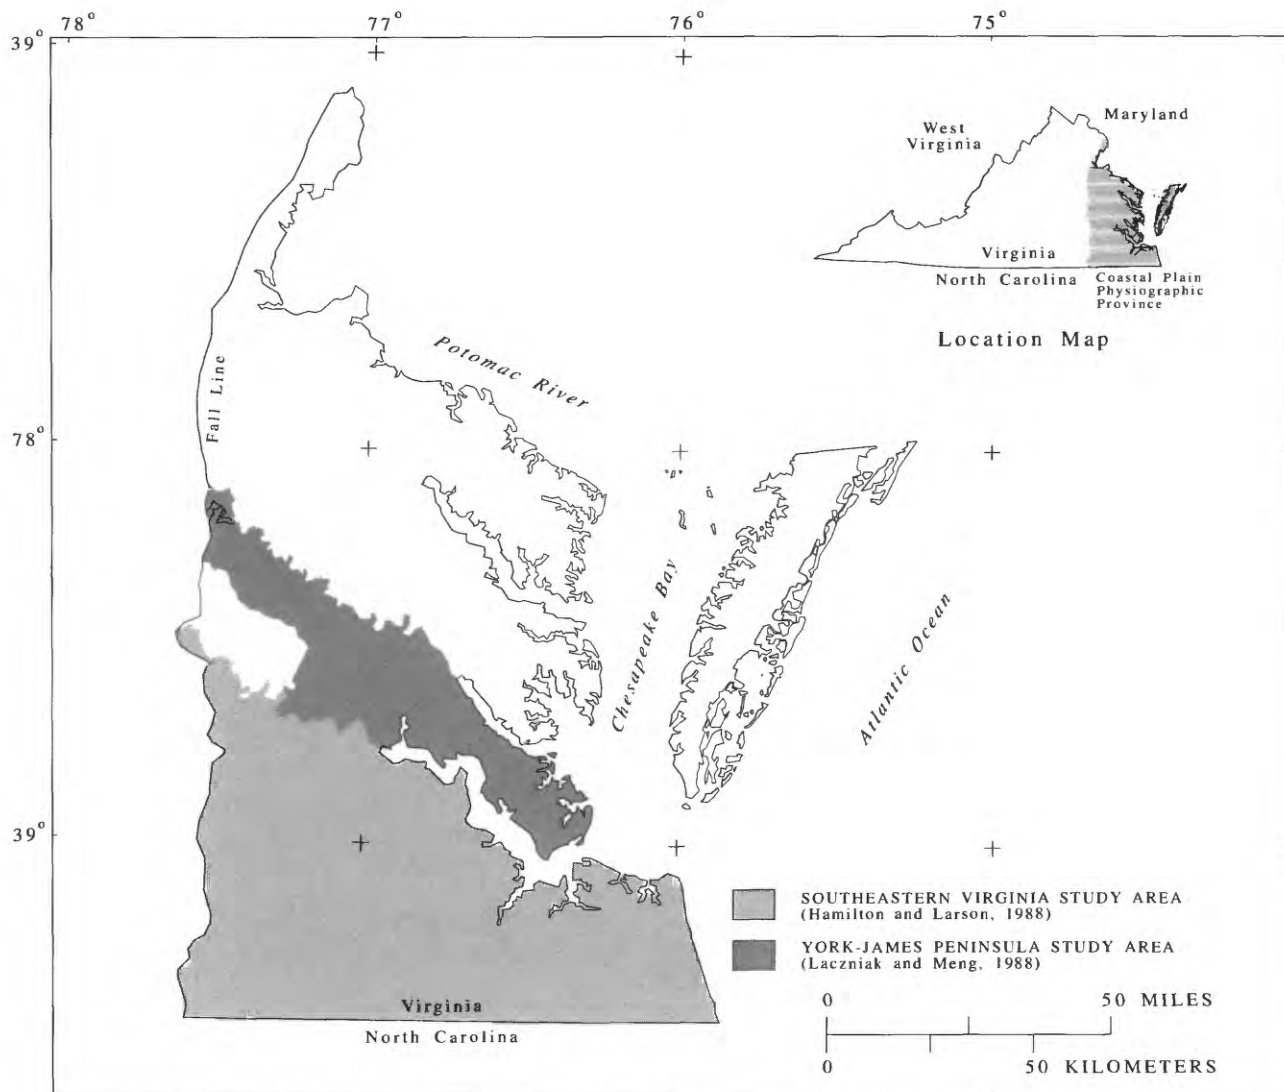 78°
77°
76°
75°
39°
West
Virginia
Maryland
Virginia
North Carolina
Coastal Plain
Physiographic
Province
Location Map
Potomac River
Fall Line
78°
Chesapeake Bay
Atlantic Ocean
39°
SOUTHEASTERN VIRGINIA STUDY AREA
(Hamilton and Larson, 1988)
YORK-JAMES PENINSULA STUDY AREA
(Laczniak and Meng, 1988)
Virginia
North Carolina
0 50 MILES
0 50 KILOMETERS